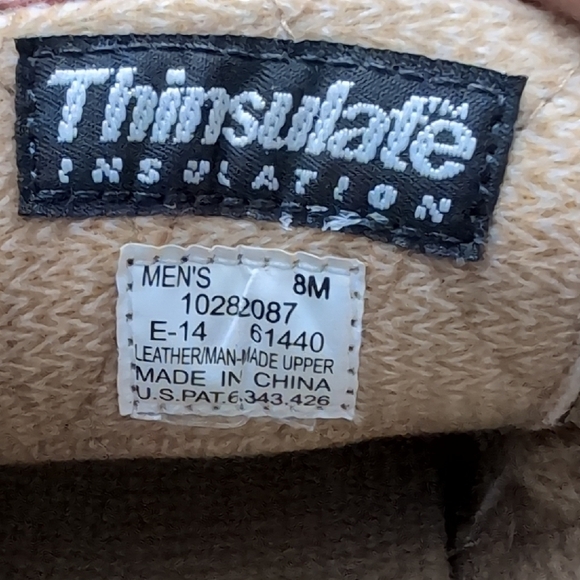 Thinsulate™
INSULATION
MEN'S 8M
10282087
E-14 61440
LEATHER/MAN-MADE UPPER
MADE IN CHINA
U.S.PAT.6.343.426